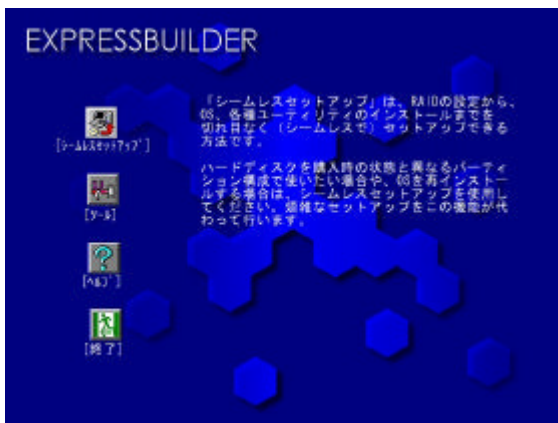 EXPRESSBUILDER
「シームレスセットアップ」は、RAIDの設定から、
OS、各種ユーティリティのインストールまでを
切れ目なく（シームレスで）セットアップできる
方法です。
ハードディスクを購入時の状態と異なるパーティ
ション構成で使いたい場合や、OSを再インストー
ルする場合は、シームレスセットアップを使用し
てください。煩雑なセットアップをこの機能が代
わって行います。
[ｼｰﾑﾚｽｾｯﾄｱｯﾌﾟ]
[ﾂｰﾙ]
[ﾍﾙﾌﾟ]
[終了]